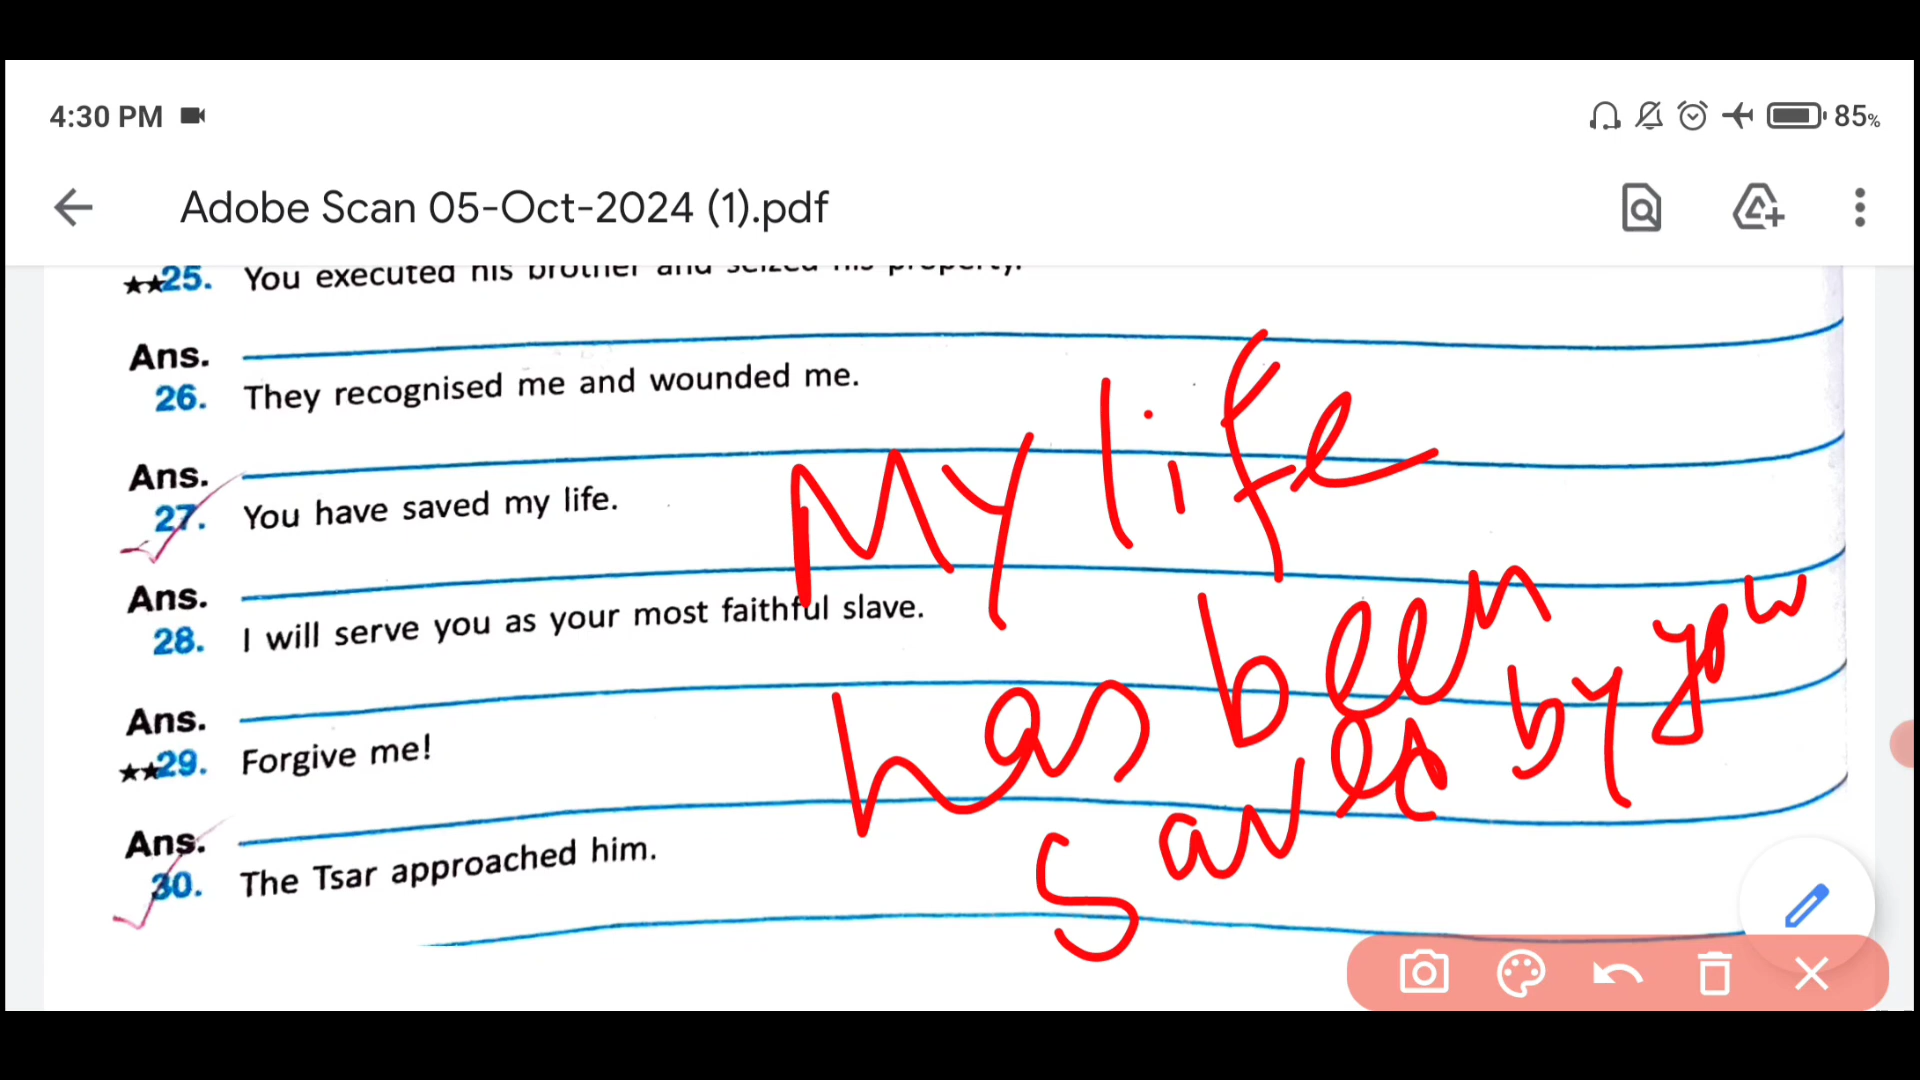 4:30 PM 85%
Adobe Scan 05-Oct-2024 (1).pdf
★★25. You executed his brother and seized his property.
Ans.
26. They recognised me and wounded me.
Ans.
27. You have saved my life.
Ans.
28. I will serve you as your most faithful slave.
Ans.
★★29. Forgive me!
Ans.
30. The Tsar approached him.
My life
has been
saved by you